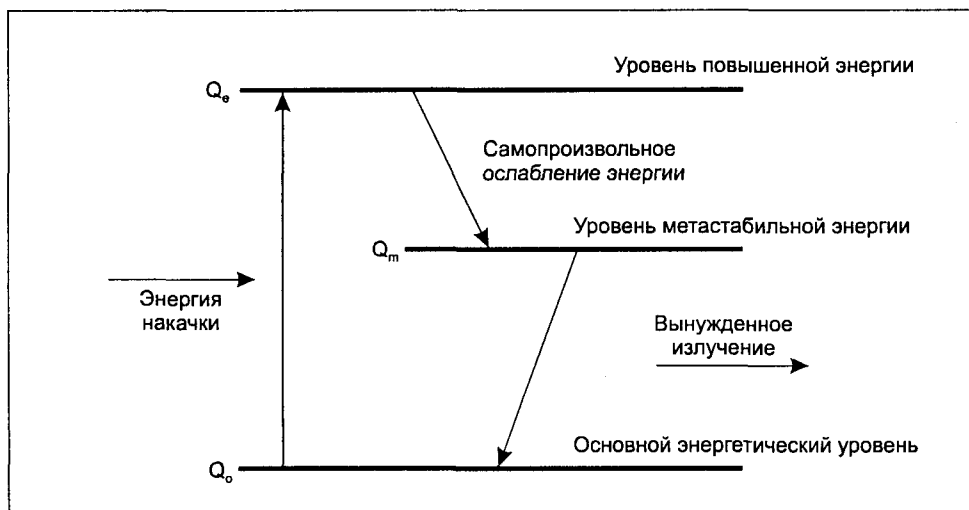 Уровень повышенной энергии
Qe
Самопроизвольное
ослабление энергии
Уровень метастабильной энергии
Qm
Энергия
накачки
Вынужденное
излучение
Основной энергетический уровень
Qo